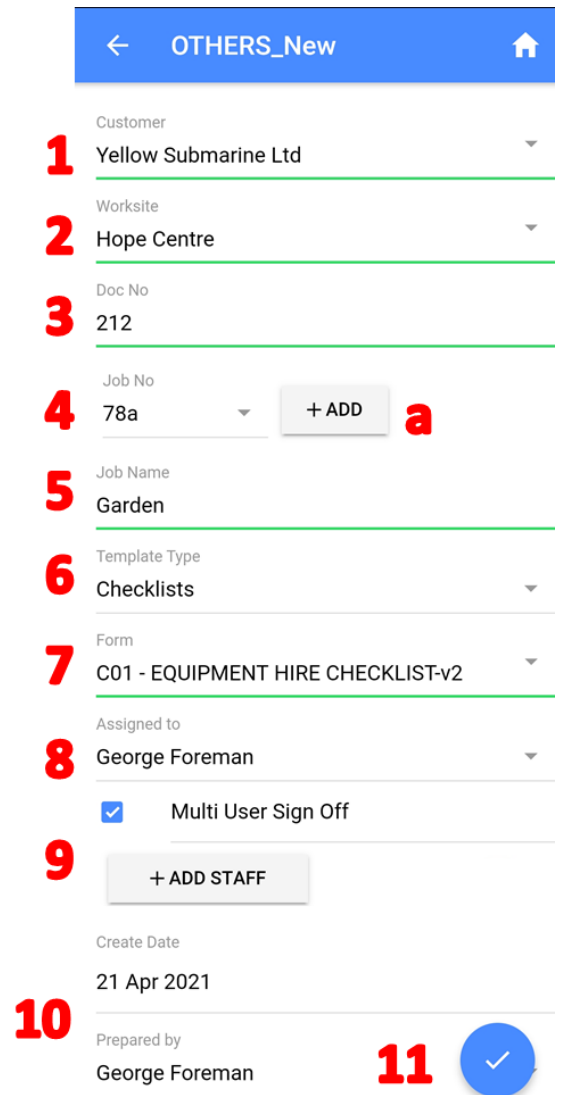 OTHERS_New
Customer
1 Yellow Submarine Ltd
Worksite
2 Hope Centre
Doc No
3 212
Job No
4 78a + ADD a
Job Name
5 Garden
Template Type
6 Checklists
Form
7 C01 - EQUIPMENT HIRE CHECKLIST-v2
Assigned to
8 George Foreman
Multi User Sign Off
9 + ADD STAFF
Create Date
21 Apr 2021
10
Prepared by
George Foreman 11